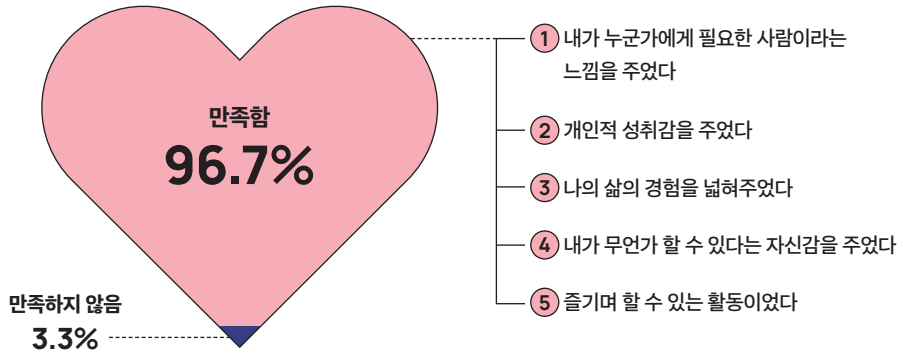 만족함
96.7%
만족하지 않음
3.3%
1 내가 누군가에게 필요한 사람이라는
느낌을 주었다
2 개인적 성취감을 주었다
3 나의 삶의 경험을 넓혀주었다
4 내가 무언가 할 수 있다는 자신감을 주었다
5 즐기며 할 수 있는 활동이었다